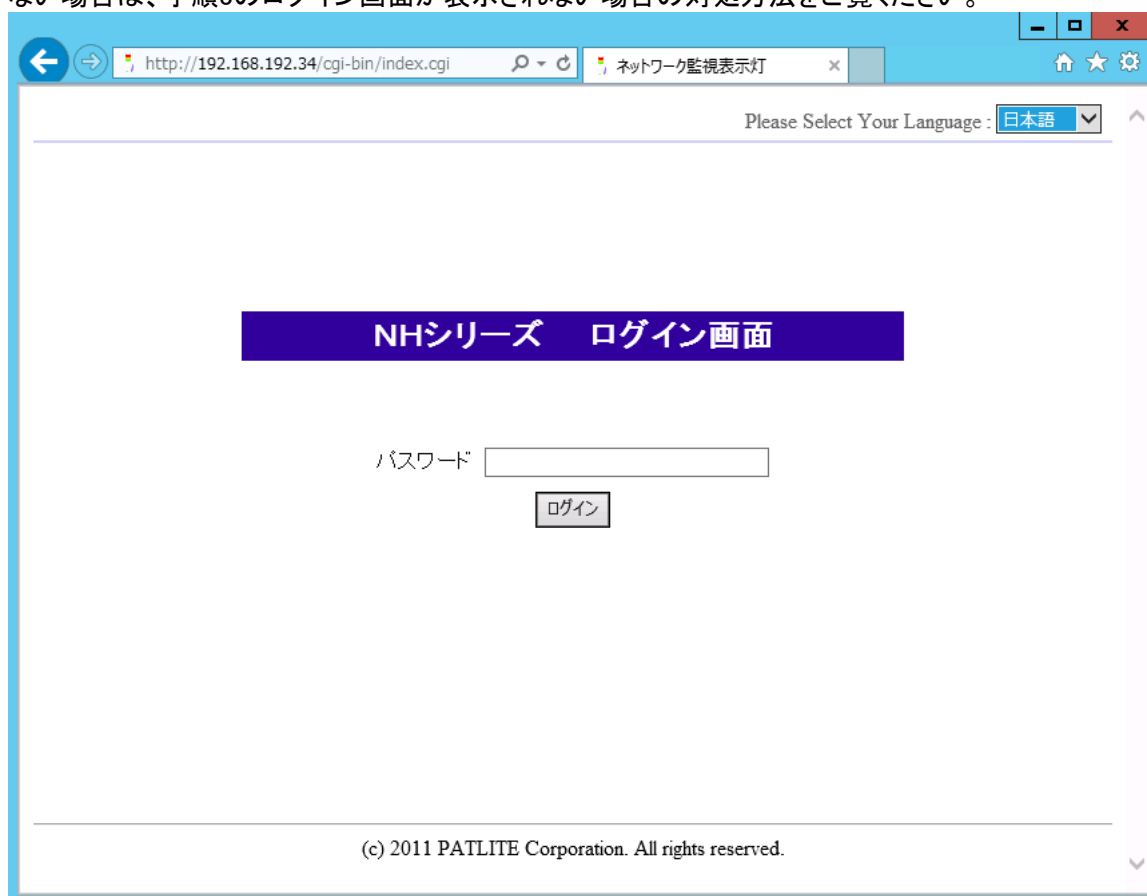 ない場合は、手順3のログイン画面が表示されない場合の対処方法をご覧ください。
http://192.168.192.34/cgi-bin/index.cgi
ネットワーク監視表示灯
Please Select Your Language : 日本語
NHシリーズ ログイン画面
パスワード
ログイン
(c) 2011 PATLITE Corporation. All rights reserved.